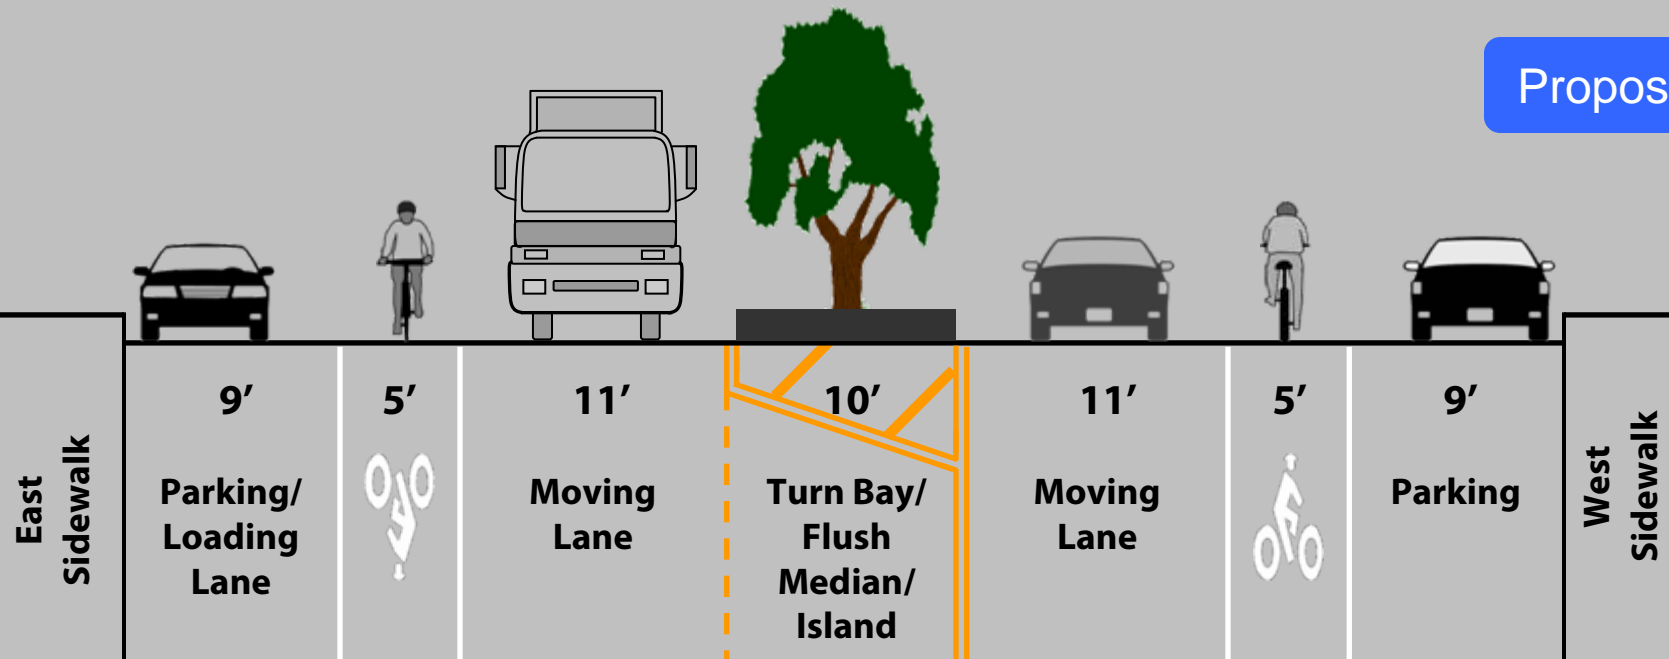 Propos
9’
5’
11’
10’
11’
5’
9’
East
Sidewalk
Parking/
Loading
Lane
Moving
Lane
Turn Bay/
Flush
Median/
Island
Moving
Lane
Parking
West
Sidewalk